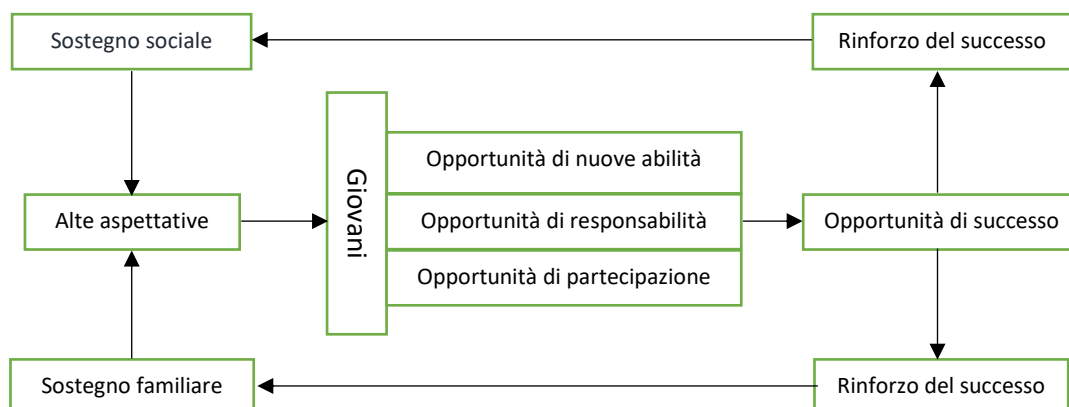 Sostegno sociale
Rinforzo del successo
Opportunità di nuove abilità
Giovani
Alte aspettative
Opportunità di responsabilità
Opportunità di successo
Opportunità di partecipazione
Sostegno familiare
Rinforzo del successo